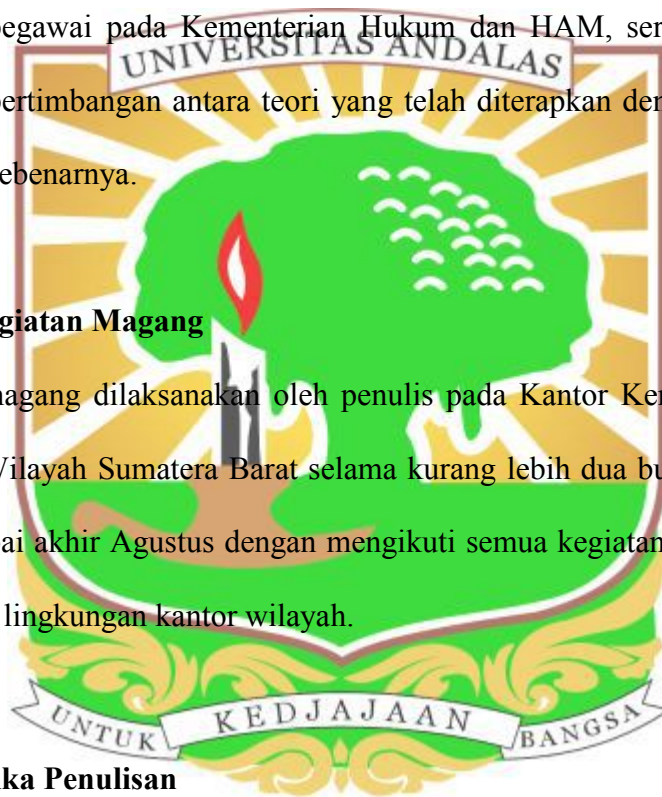 pegawai pada Kementerian Hukum dan HAM, ser
UNIVERSITAS ANDALAS
pertimbangan antara teori yang telah diterapkan den
ebenarnya.
giatan Magang
magang dilaksanakan oleh penulis pada Kantor Ker
Wilayah Sumatera Barat selama kurang lebih dua bu
ai akhir Agustus dengan mengikuti semua kegiatan
lingkungan kantor wilayah.
UNTUK KEDJAJAAN BANGSA
ka Penulisan